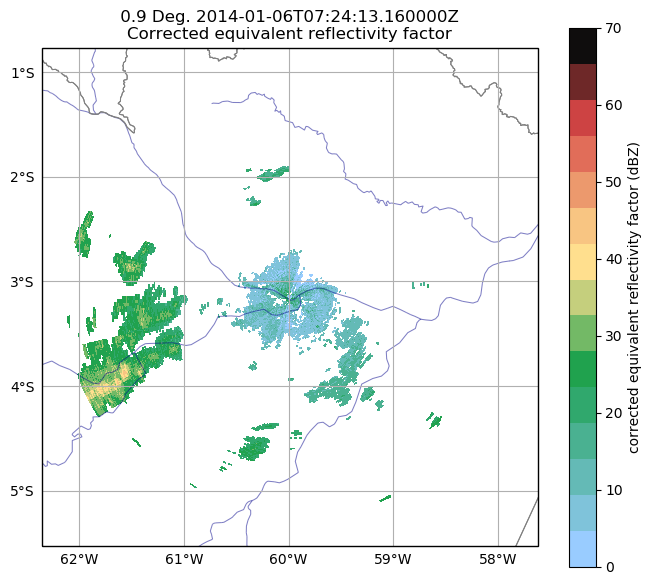 0.9 Deg. 2014-01-06T07:24:13.160000Z
Corrected equivalent reflectivity factor
1°S
2°S
3°S
4°S
5°S
62°W
61°W
60°W
59°W
58°W
70
60
50
40
30
20
10
0
corrected equivalent reflectivity factor (dBZ)